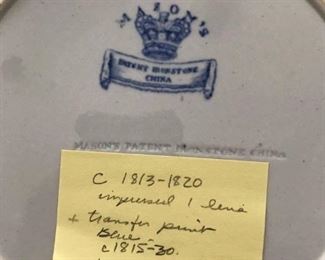 MASON'S
PATENT IRONSTONE
CHINA
MASON'S PATENT IRONSTONE CHINA
C 1813-1820
impressed 1 line
+ transfer print
Blue
c1815-30.